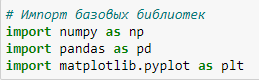 # Импорт базовых библиотек
import numpy as np
import pandas as pd
import matplotlib.pyplot as plt